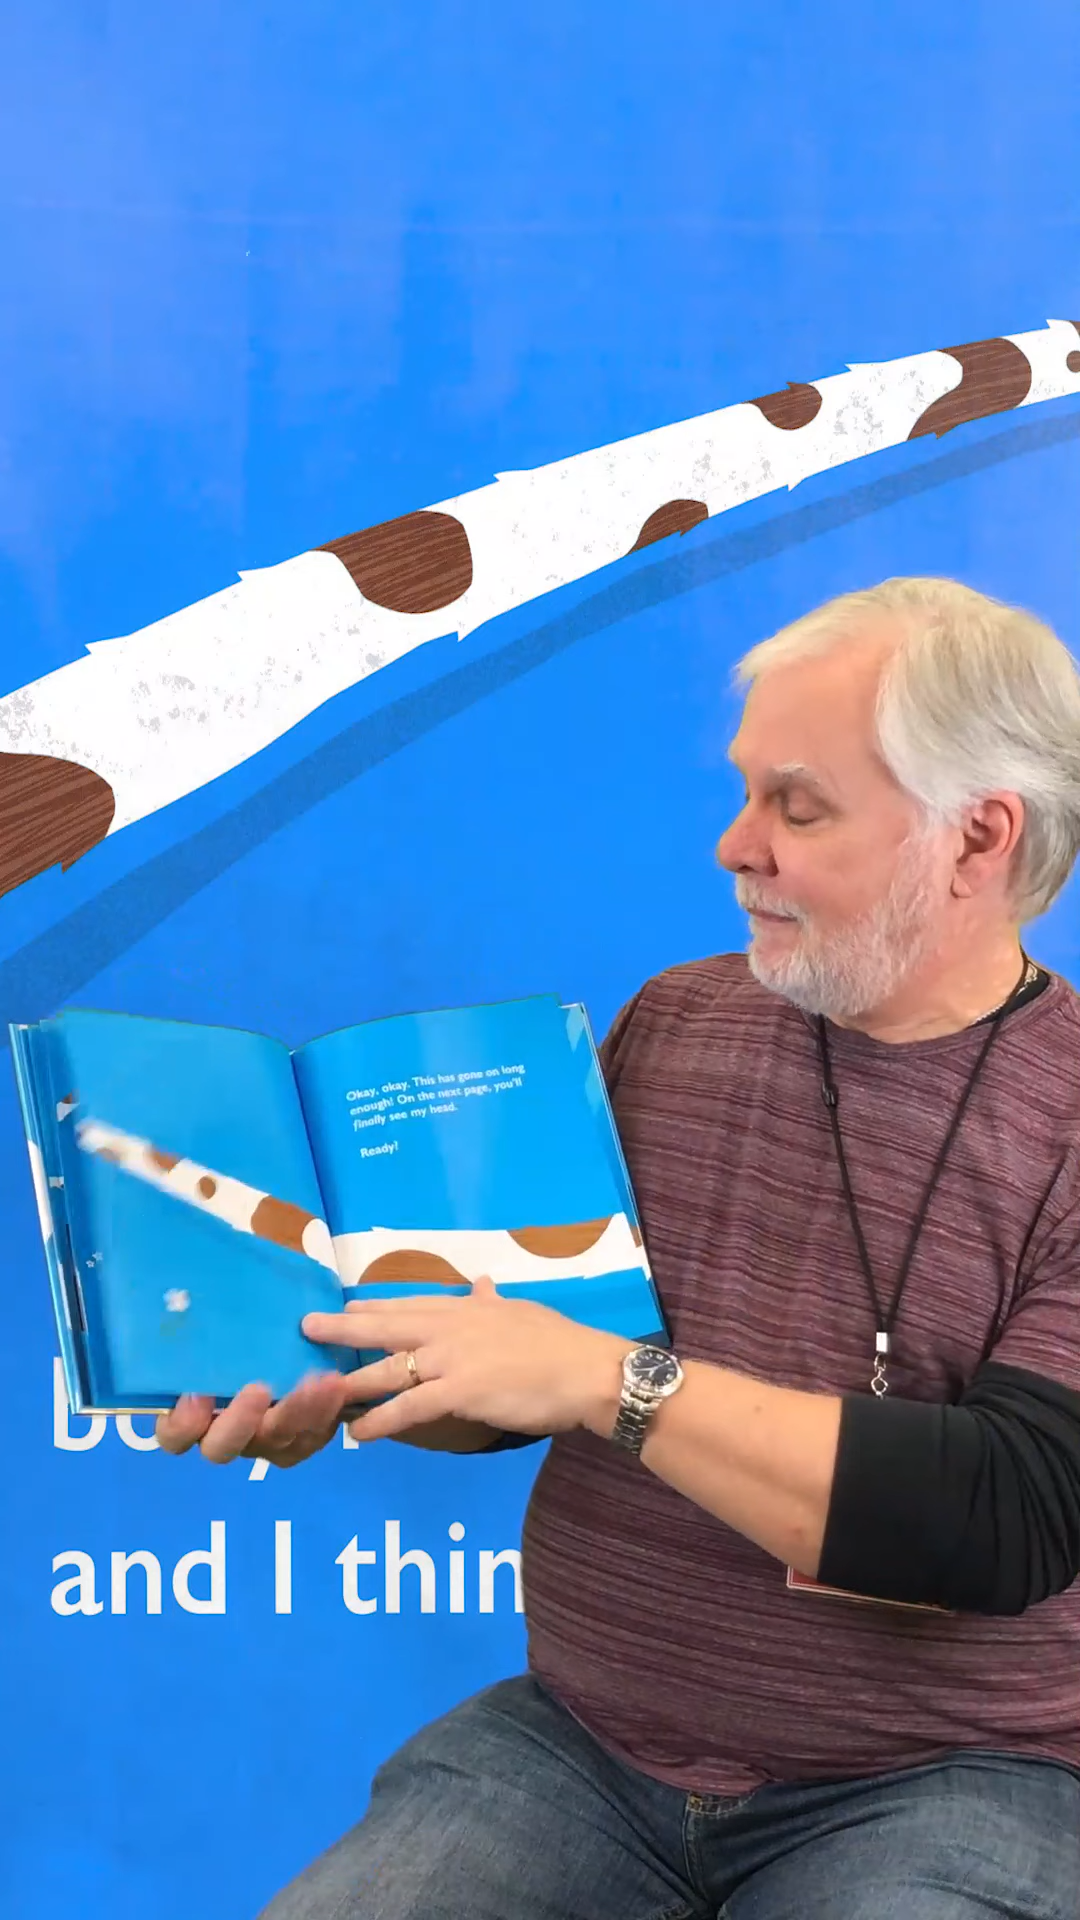 Okay, okay. This has gone on long
enough! On the next page, you'll
finally see my head.
Ready?
and I thin